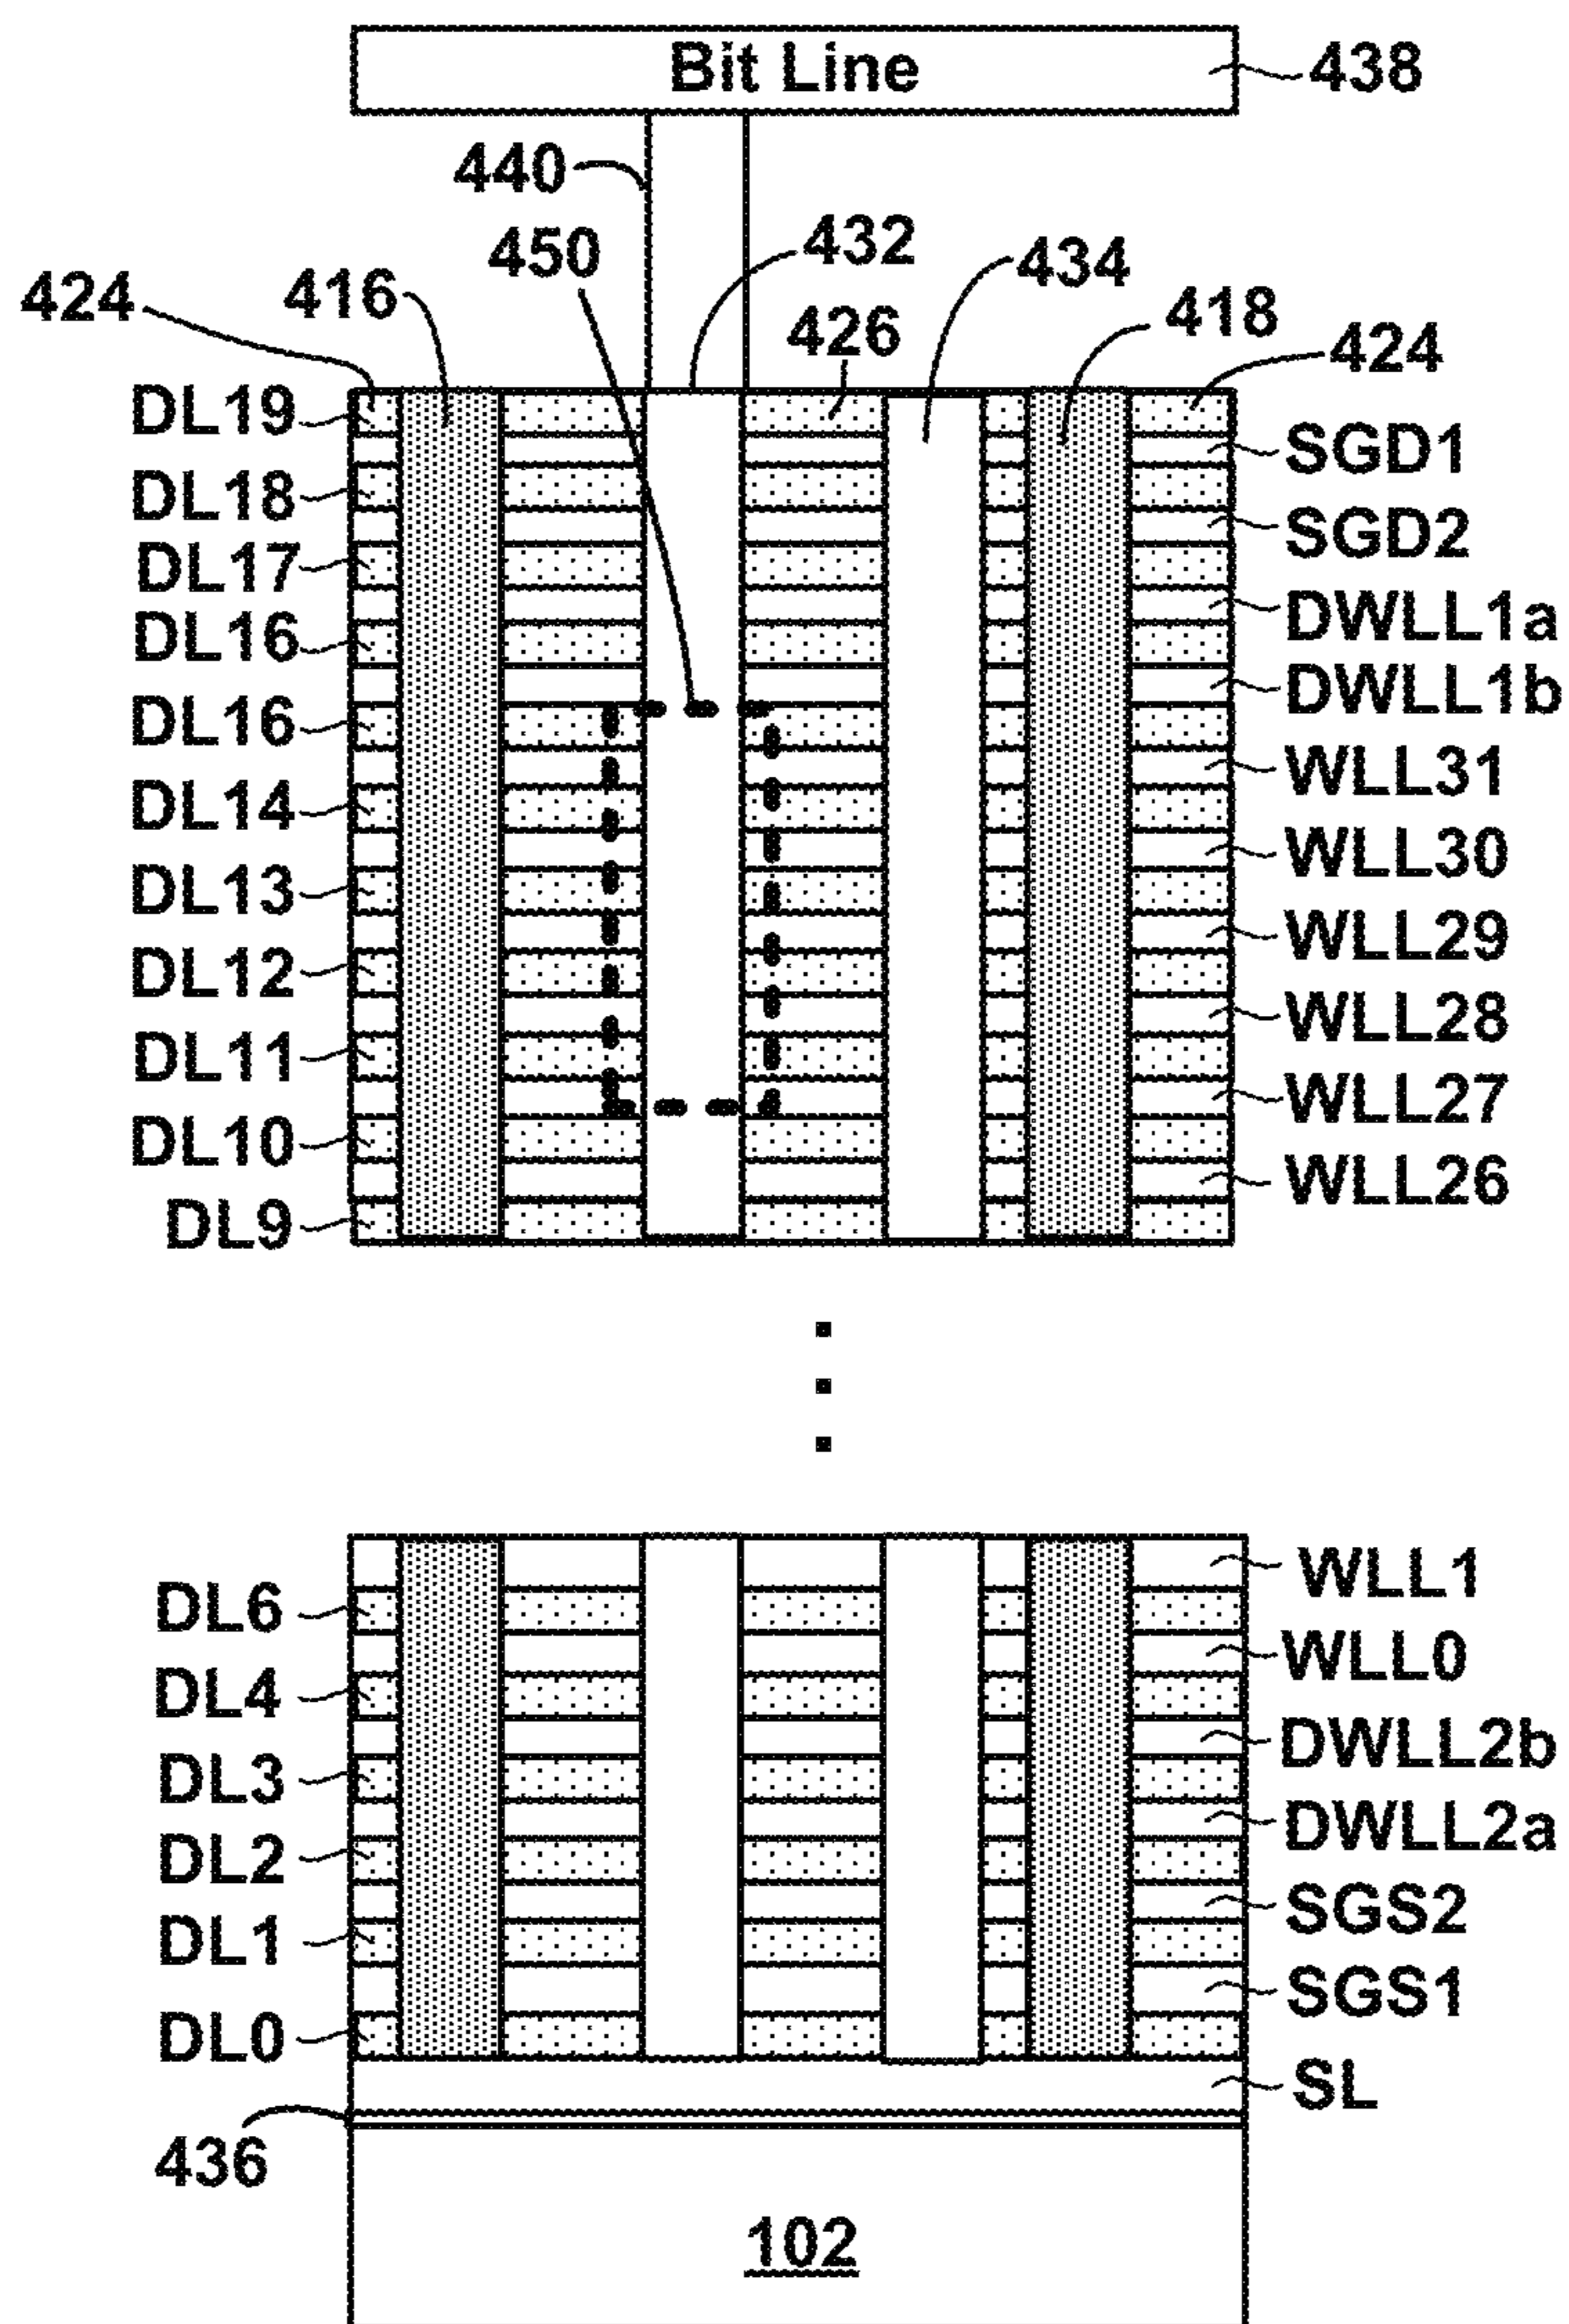 Bit Line
438
440
450
432
434
424
416
426
418
424
DL19
SGD1
DL18
SGD2
DL17
DWLL1a
DL16
DWLL1b
DL16
WLL31
DL14
WLL30
DL13
WLL29
DL12
WLL28
DL11
WLL27
DL10
WLL26
DL9
WLL1
DL6
WLL0
DL4
DWLL2b
DL3
DWLL2a
DL2
SGS2
DL1
SGS1
DL0
SL
436
102